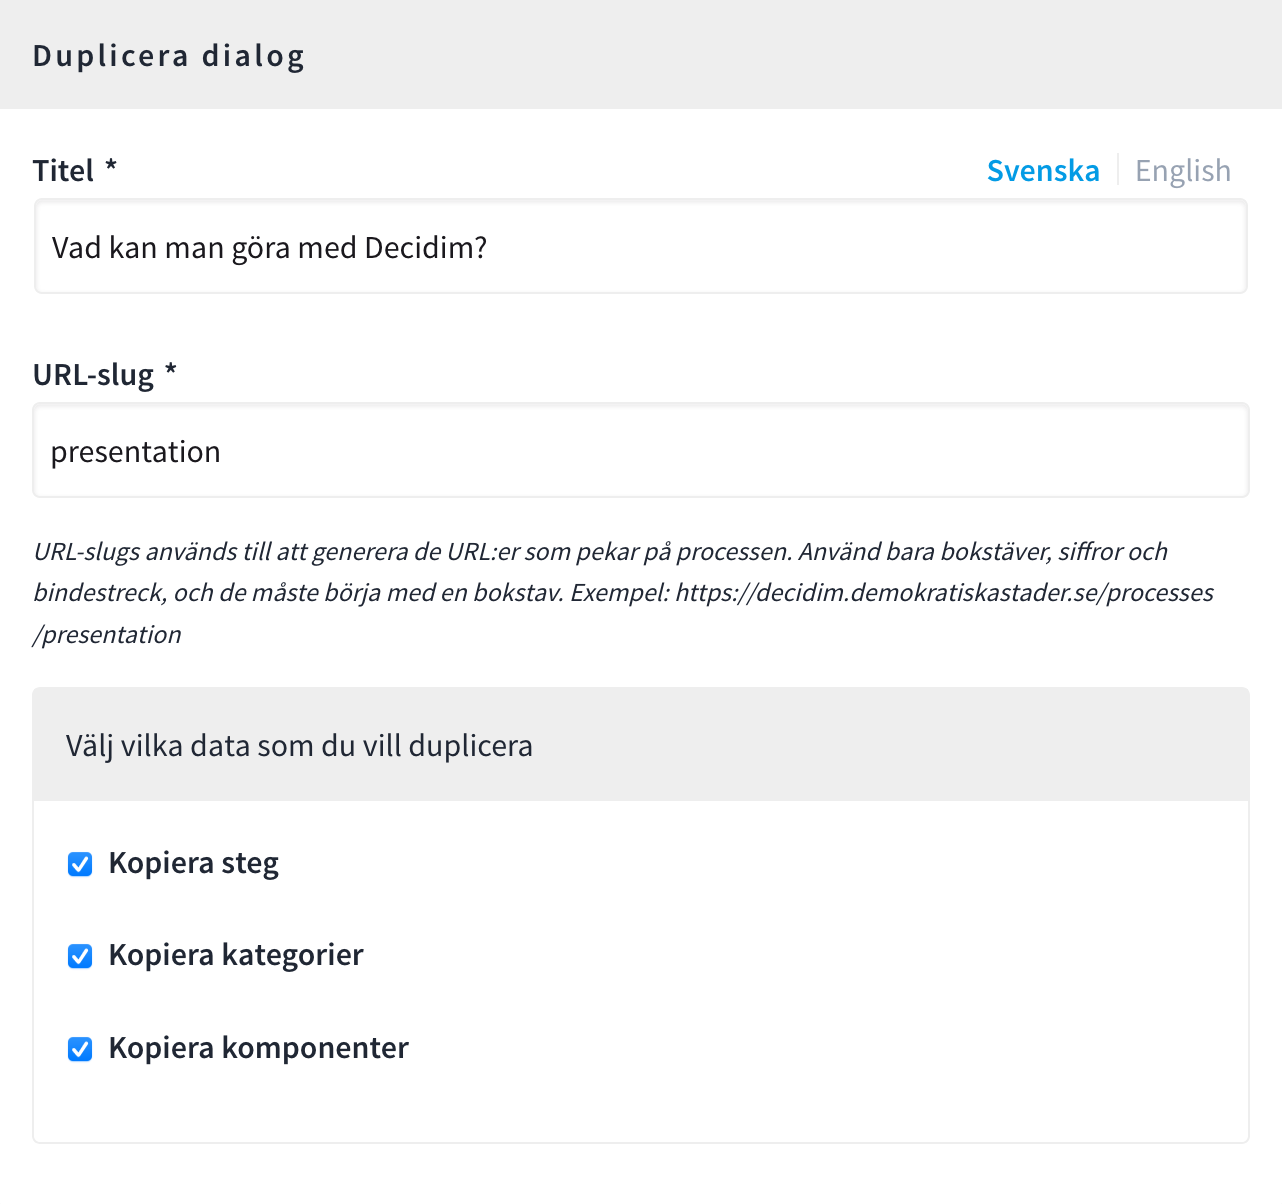 Duplicera dialog
Titel *
Svenska English
Vad kan man göra med Decidim?
URL-slug *
presentation
URL-slugs används till att generera de URL:er som pekar på processen. Använd bara bokstäver, siffror och
bindestreck, och de måste börja med en bokstav. Exempel: https://decidim.demokratiskastader.se/processes
/presentation
Välj vilka data som du vill duplicera
Kopiera steg
Kopiera kategorier
Kopiera komponenter